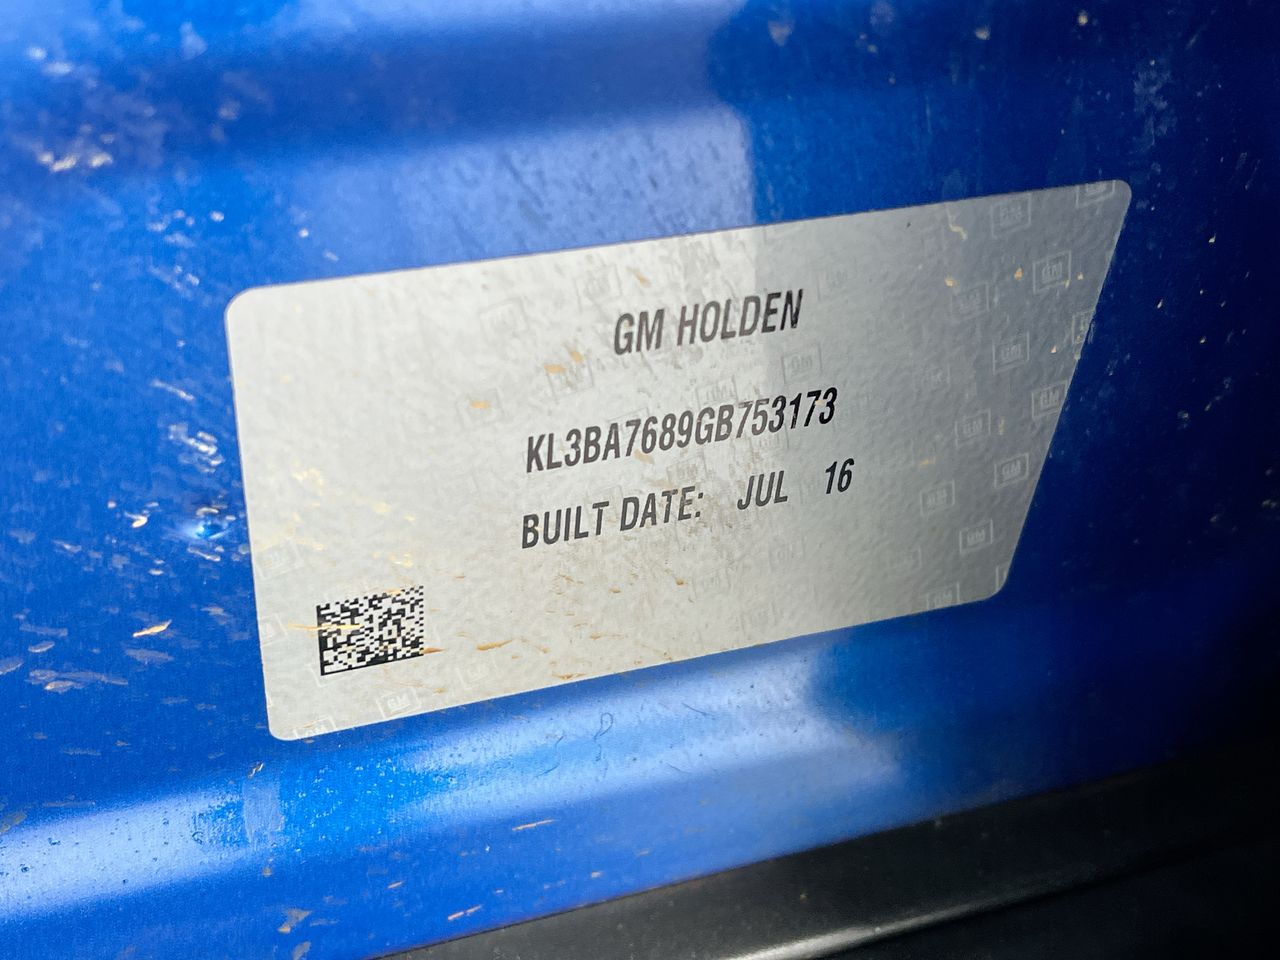 GM HOLDEN
KL3BA7689GB753173
BUILT DATE: JUL 16